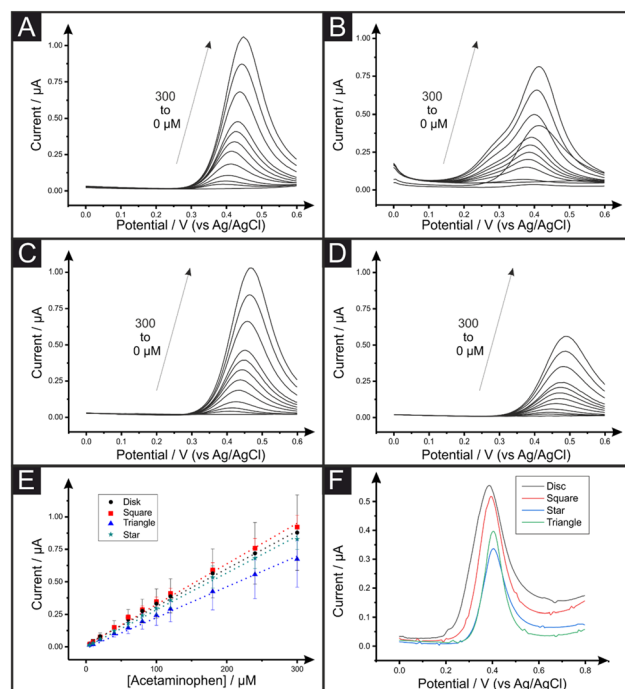 A
Current / µA
1.00
0.75
0.50
0.25
0.00
300
to
0 µM
0.0 0.1 0.2 0.3 0.4 0.5 0.6
Potential / V (vs Ag/AgCl)
B
Current / µA
1.00
0.75
0.50
0.25
0.00
300
to
0 µM
0.0 0.1 0.2 0.3 0.4 0.5 0.6
Potential / V (vs Ag/AgCl)
C
Current / µA
1.00
0.75
0.50
0.25
0.00
300
to
0 µM
0.0 0.1 0.2 0.3 0.4 0.5 0.6
Potential / V (vs Ag/AgCl)
D
Current / µA
1.00
0.75
0.50
0.25
0.00
300
to
0 µM
0.0 0.1 0.2 0.3 0.4 0.5 0.6
Potential / V (vs Ag/AgCl)
E
Current / µA
1.00
0.75
0.50
0.25
0.00
Disk
Square
Triangle
Star
0 50 100 150 200 250 300
[Acetaminophen] / µM
F
Current / µA
0.5
0.4
0.3
0.2
0.1
0.0
Disc
Square
Star
Triangle
0.0 0.2 0.4 0.6 0.8
Potential / V (vs Ag/AgCl)